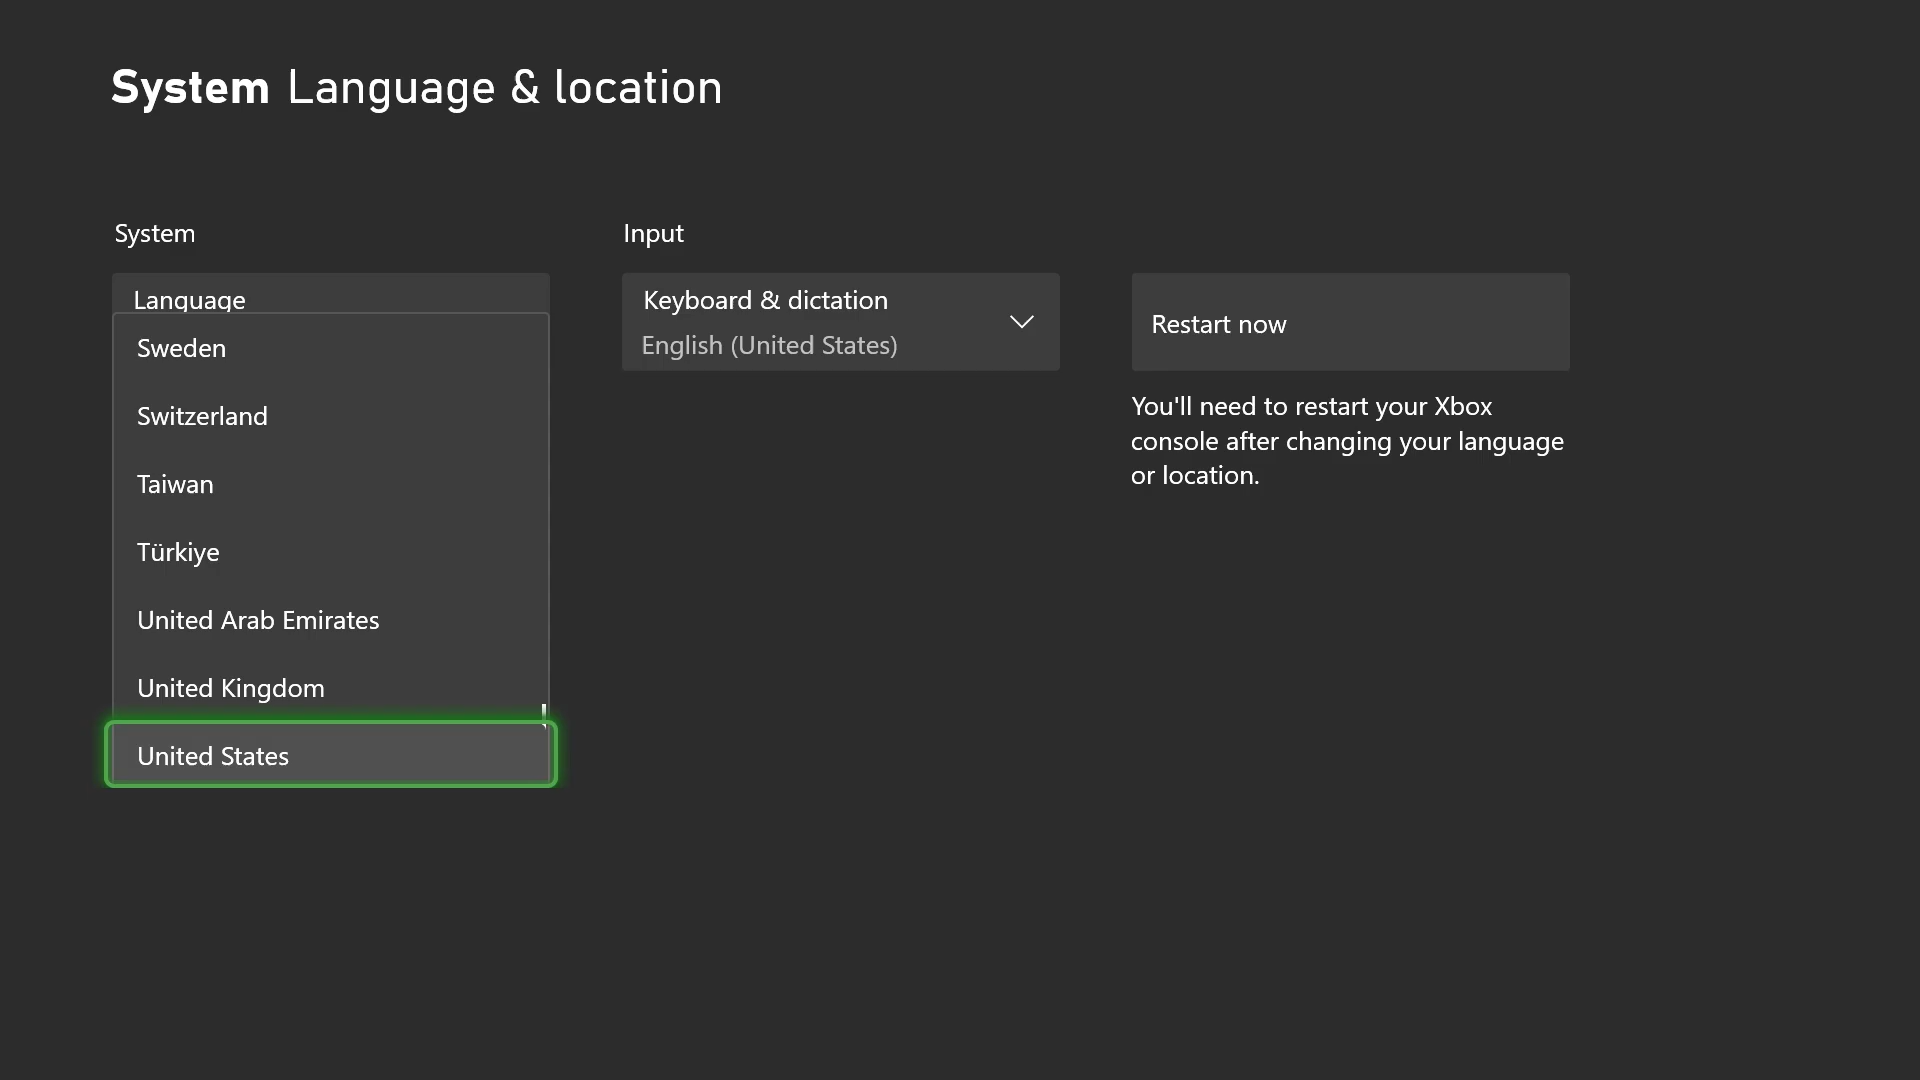 System Language & location
System
Language
Sweden
Switzerland
Taiwan
Türkiye
United Arab Emirates
United Kingdom
United States
Input
Keyboard & dictation
English (United States)
Restart now
You'll need to restart your Xbox
console after changing your language
or location.